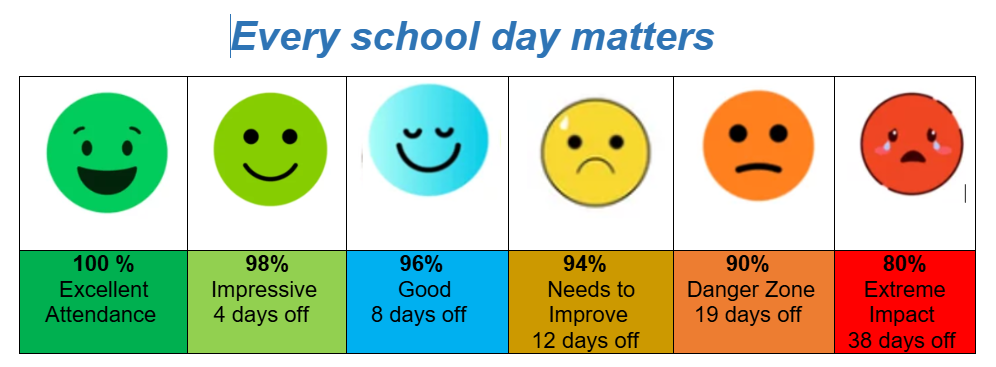 Every school day matters
100 %
Excellent
Attendance
98%
Impressive
4 days off
96%
Good
8 days off
94%
Needs to
Improve
12 days off
90%
Danger Zone
19 days off
80%
Extreme
Impact
38 days off